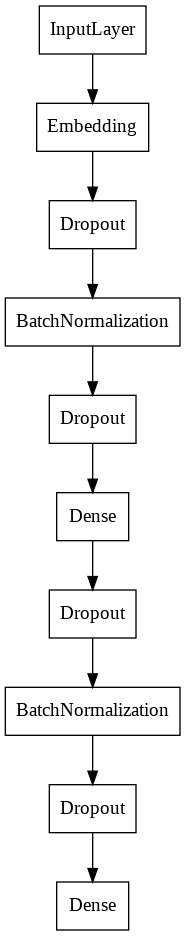 InputLayer
Embedding
Dropout
BatchNormalization
Dropout
Dense
Dropout
BatchNormalization
Dropout
Dense